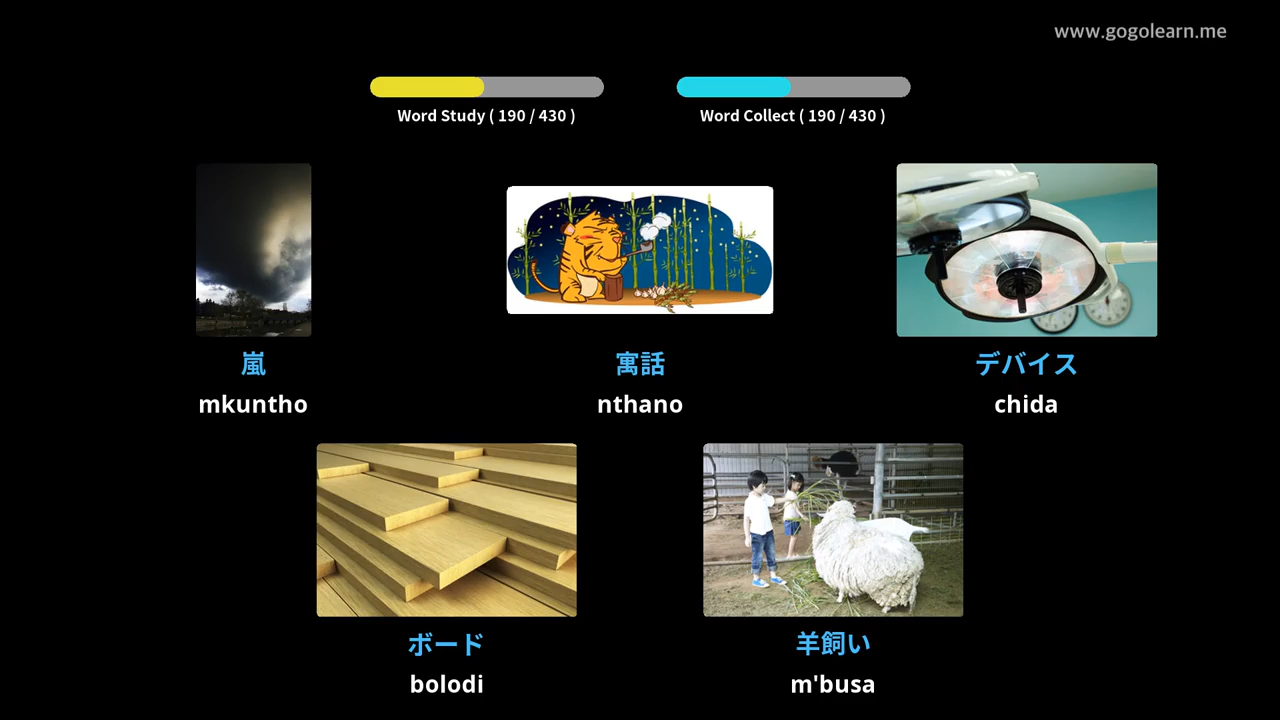 www.gogolearn.me
Word Study ( 190 / 430 )
Word Collect ( 190 / 430 )
嵐
mkuntho
寓話
nthano
デバイス
chida
ボード
bolodi
羊飼い
m'busa